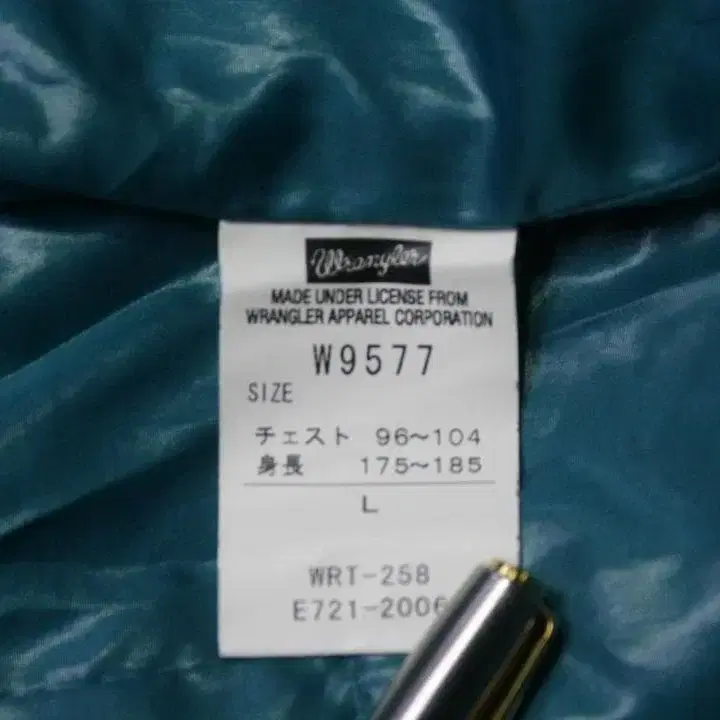 Wrangler
MADE UNDER LICENSE FROM
WRANGLER APPAREL CORPORATION
W9577
SIZE
チェスト 96〜104
身長 175〜185
L
WRT-258
E721-2006